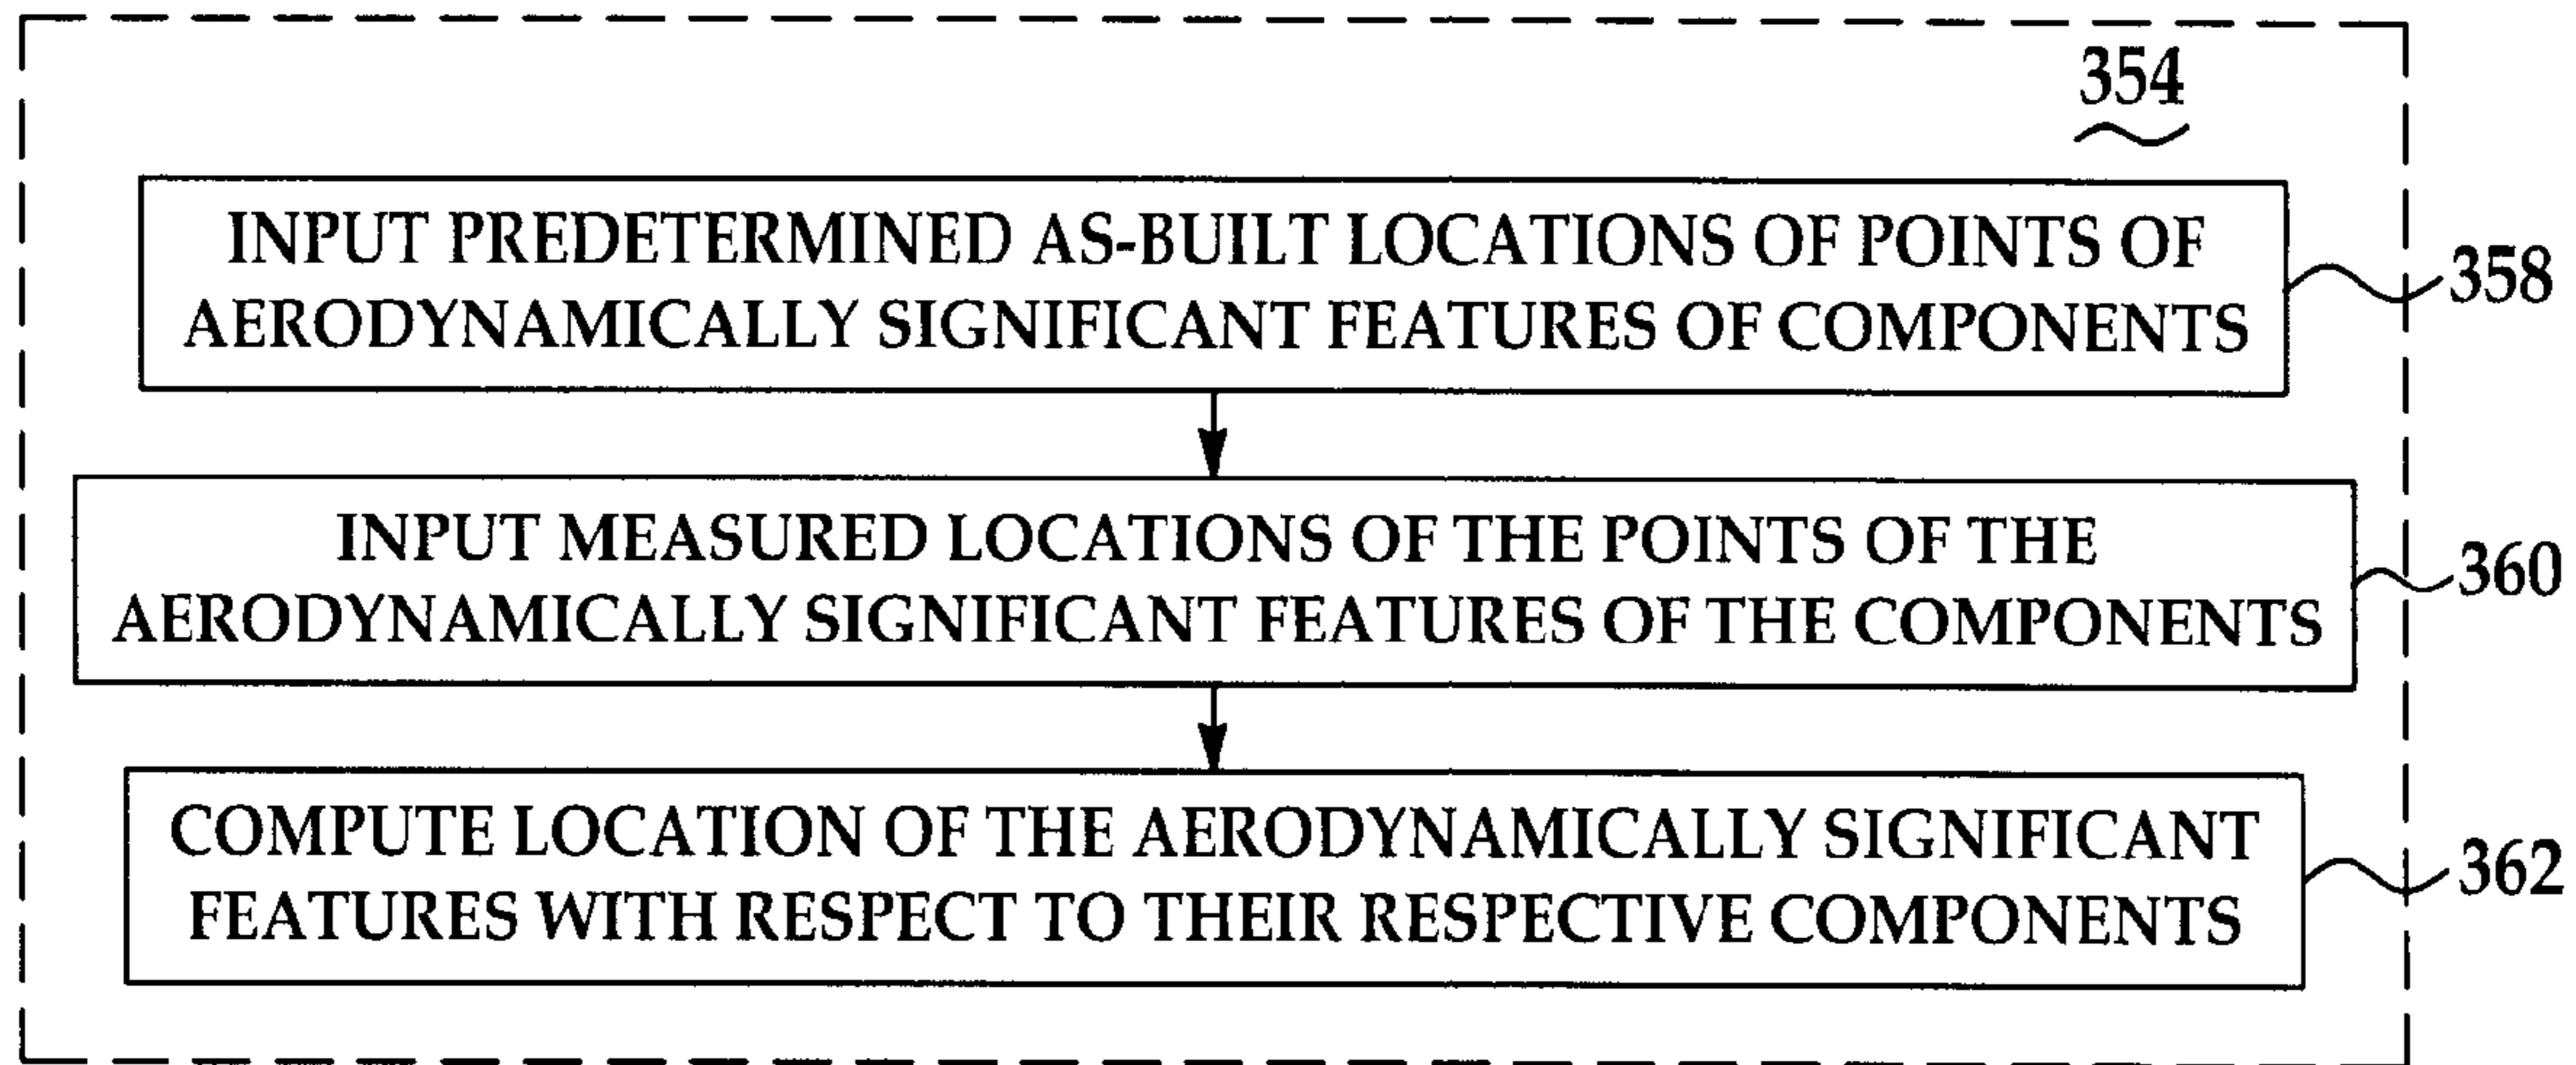 354
INPUT PREDETERMINED AS-BUILT LOCATIONS OF POINTS OF
AERODYNAMICALLY SIGNIFICANT FEATURES OF COMPONENTS
358
INPUT MEASURED LOCATIONS OF THE POINTS OF THE
AERODYNAMICALLY SIGNIFICANT FEATURES OF THE COMPONENTS
360
COMPUTE LOCATION OF THE AERODYNAMICALLY SIGNIFICANT
FEATURES WITH RESPECT TO THEIR RESPECTIVE COMPONENTS
362